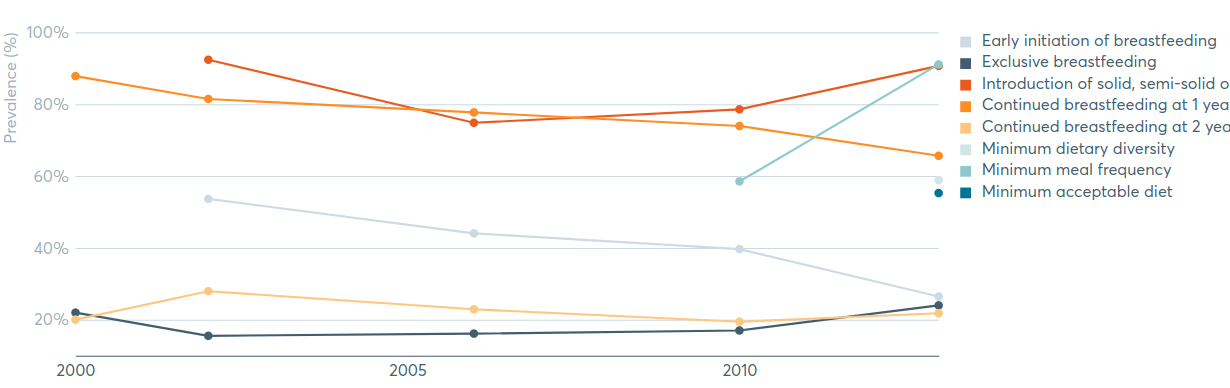 Prevalence (%)
100%
80%
60%
40%
20%
2000
2005
2010
Early initiation of breastfeeding
Exclusive breastfeeding
Introduction of solid, semi-solid o
Continued breastfeeding at 1 yea
Continued breastfeeding at 2 yea
Minimum dietary diversity
Minimum meal frequency
Minimum acceptable diet